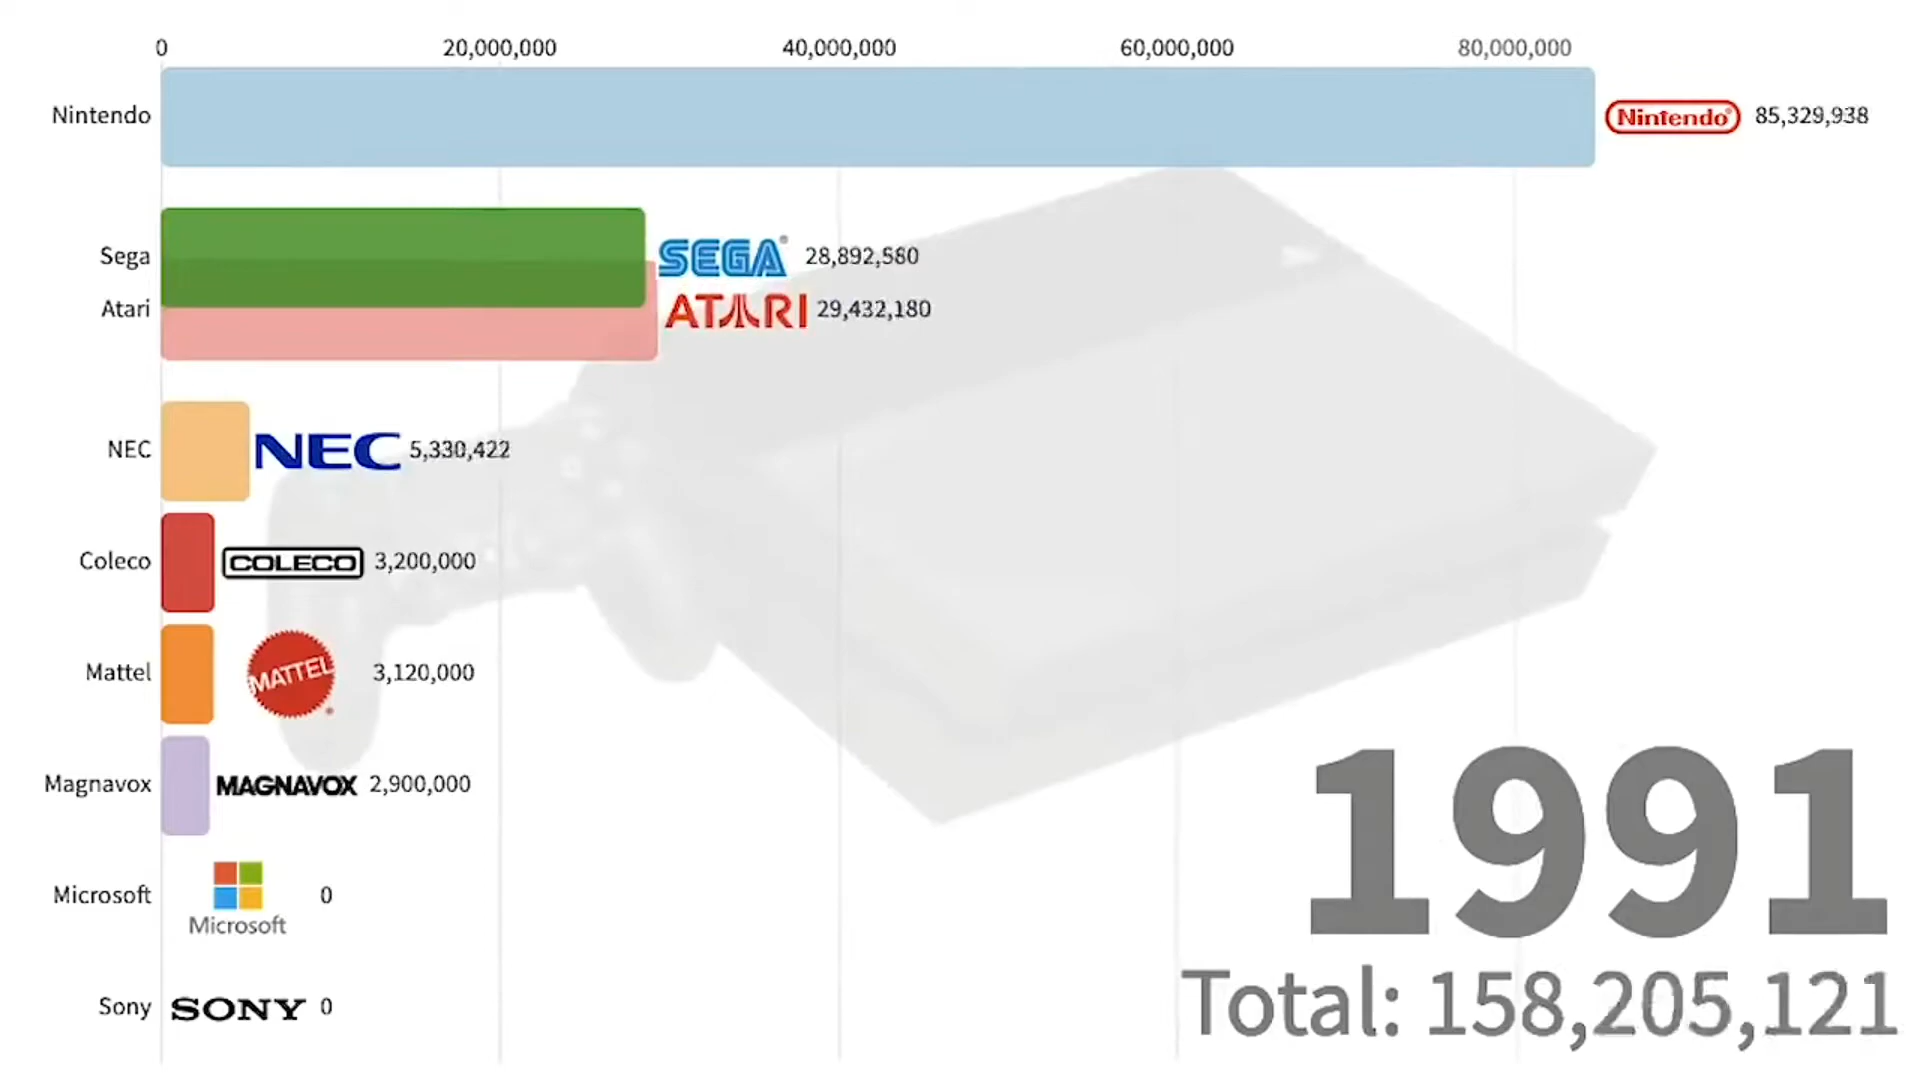 0 20,000,000 40,000,000 60,000,000 80,000,000
Nintendo Nintendo® 85,329,938
Sega SEGA® 28,892,580
Atari ATARI 29,432,180
NEC NEC 5,330,422
Coleco COLECO 3,200,000
Mattel MATTEL® 3,120,000
Magnavox MAGNAVOX 2,900,000
Microsoft Microsoft 0
Sony SONY 0
1991
Total: 158,205,121